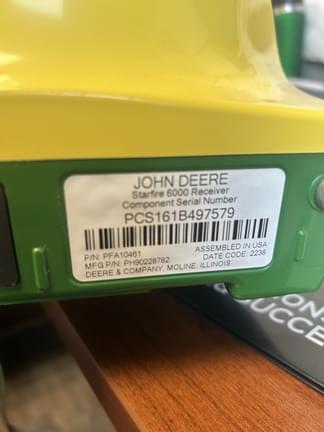 JOHN DEERE
Starfire 6000 Receiver
Component Serial Number
PCS161B497579
P/N: PFA10461
ASSEMBLED IN USA
MFG P/N: PH90228782
DATE CODE: 2238
DEERE & COMPANY, MOLINE, ILLINOIS